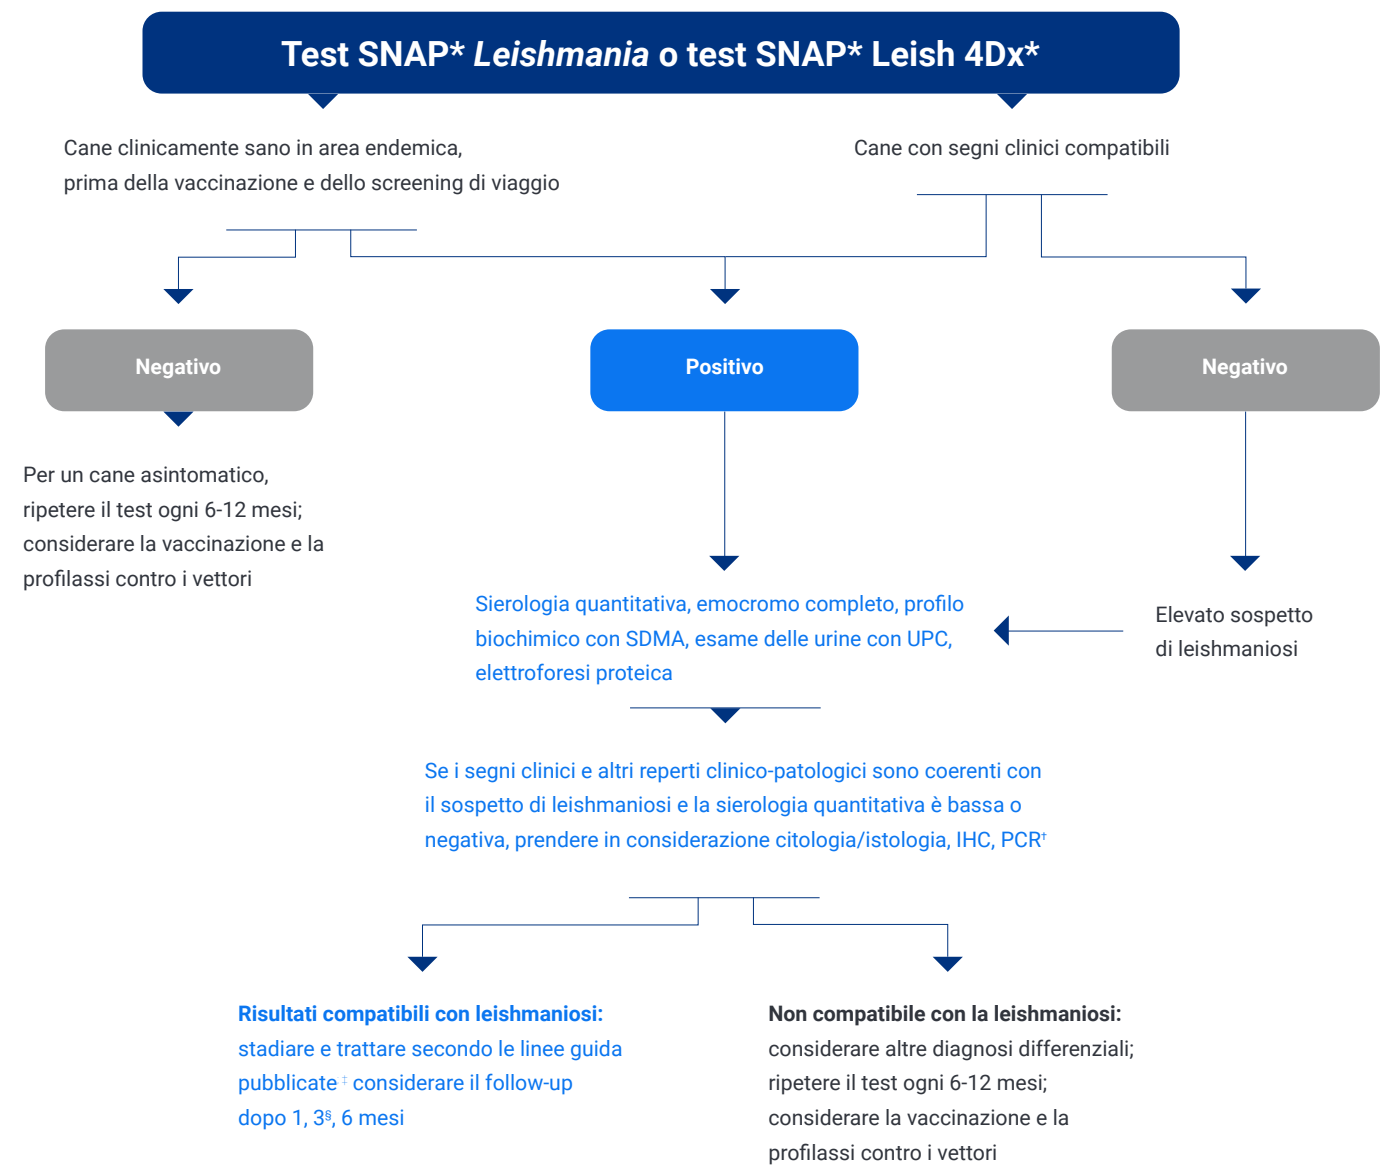 Test SNAP* Leishmania o test SNAP* Leish 4Dx*
Cane clinicamente sano in area endemica,
prima della vaccinazione e dello screening di viaggio
Cane con segni clinici compatibili
Negativo
Positivo
Negativo
Per un cane asintomatico,
ripetere il test ogni 6-12 mesi;
considerare la vaccinazione e la
profilassi contro i vettori
Sierologia quantitativa, emocromo completo, profilo
biochimico con SDMA, esame delle urine con UPC,
elettroforesi proteica
Elevato sospetto
di leishmaniosi
Se i segni clinici e altri reperti clinico-patologici sono coerenti con
il sospetto di leishmaniosi e la sierologia quantitativa è bassa o
negativa, prendere in considerazione citologia/istologia, IHC, PCR†
Risultati compatibili con leishmaniosi:
stadiare e trattare secondo le linee guida
pubblicate ‡ considerare il follow-up
dopo 1, 3§, 6 mesi
Non compatibile con la leishmaniosi:
considerare altre diagnosi differenziali;
ripetere il test ogni 6-12 mesi;
considerare la vaccinazione e la
profilassi contro i vettori